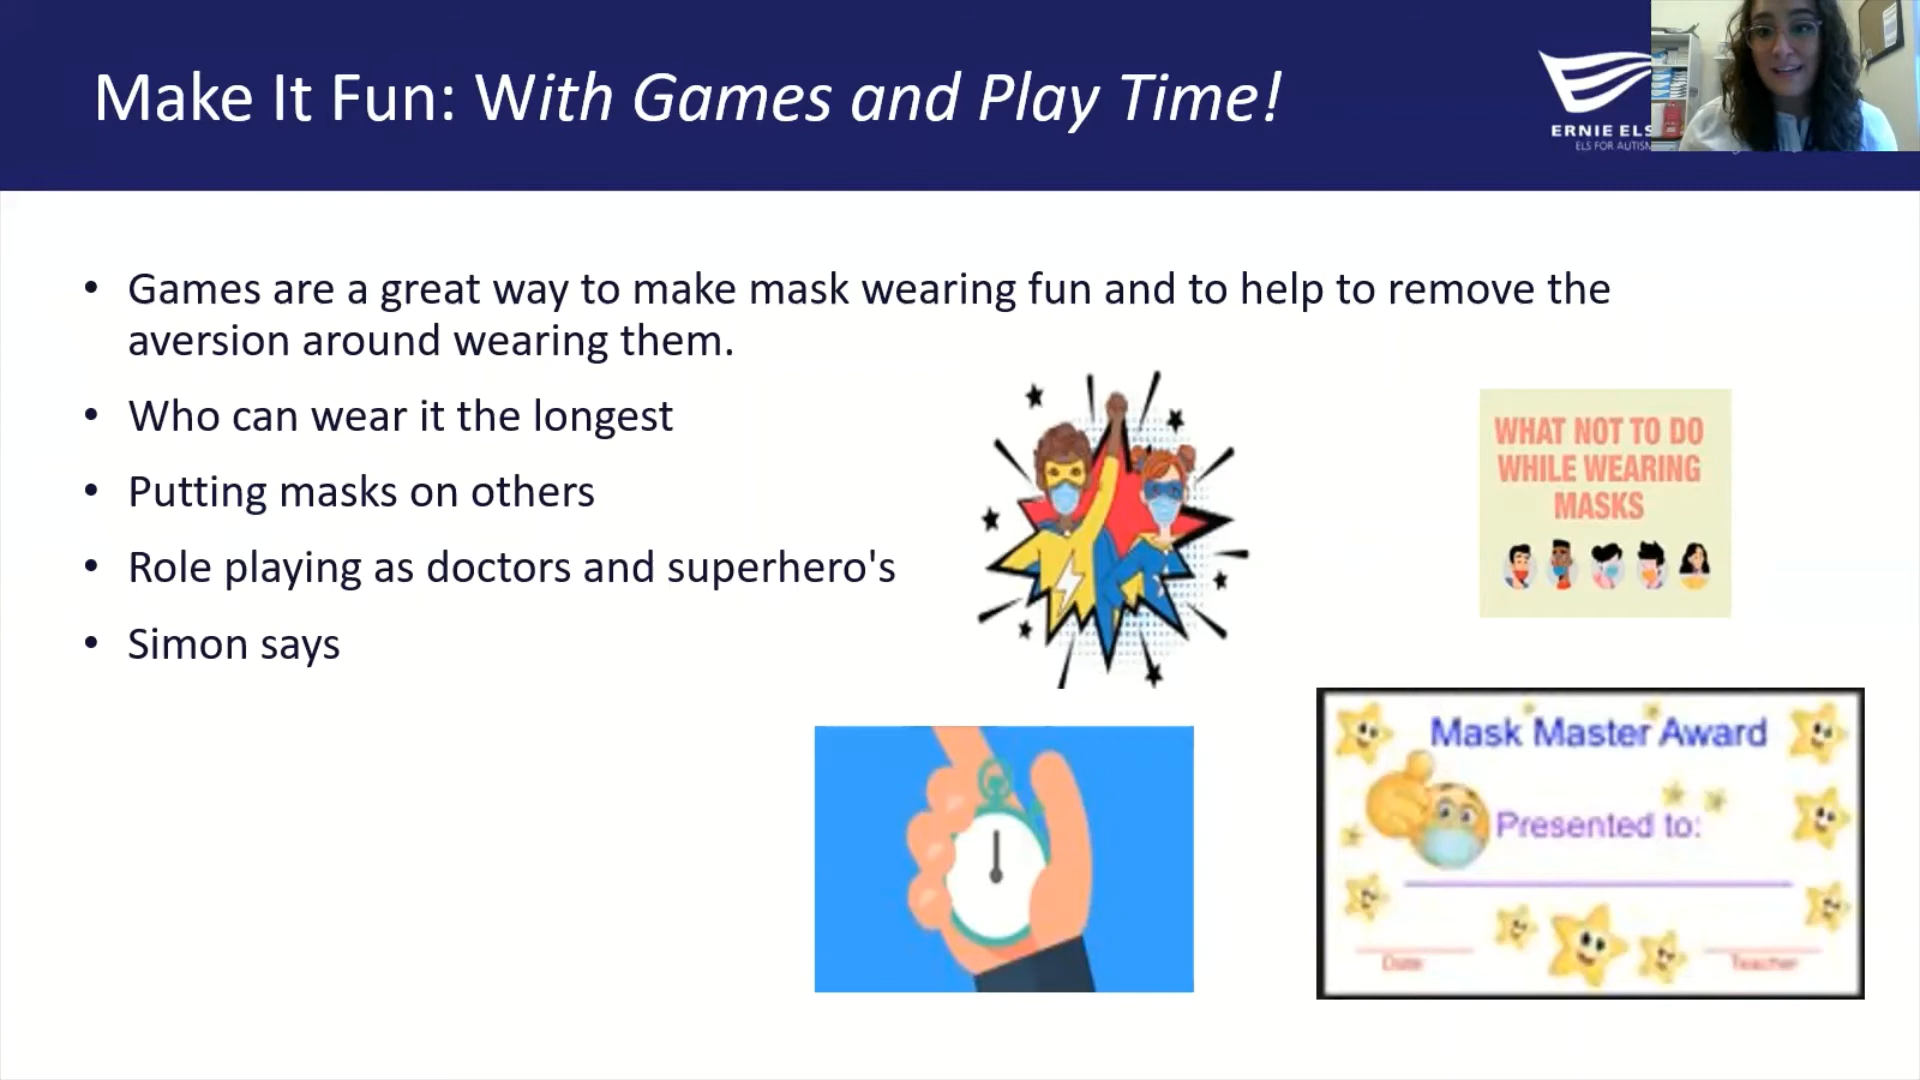 Make It Fun: With Games and Play Time!
ERNIE ELS
ELS FOR AUTISM
• Games are a great way to make mask wearing fun and to help to remove the
aversion around wearing them.
• Who can wear it the longest
• Putting masks on others
• Role playing as doctors and superhero's
• Simon says
WHAT NOT TO DO
WHILE WEARING
MASKS
Mask Master Award
Presented to:
Date
Teacher